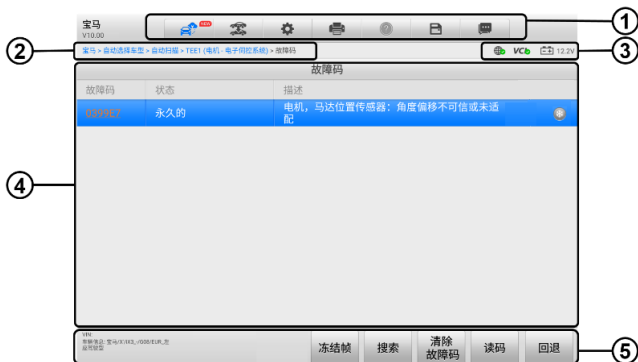 宝马
V10.00
①
②
宝马 > 自动选择车型 > 自动扫描 > TEE1 (电机 - 电子伺控系统) > 故障码
VCI
12.2V
③
故障码
故障码 状态 描述
永久的
电机，马达位置传感器：角度偏移不可信或未适
配
④
VIN:
冻结帧
搜索
清除
故障码
读码
回退
⑤